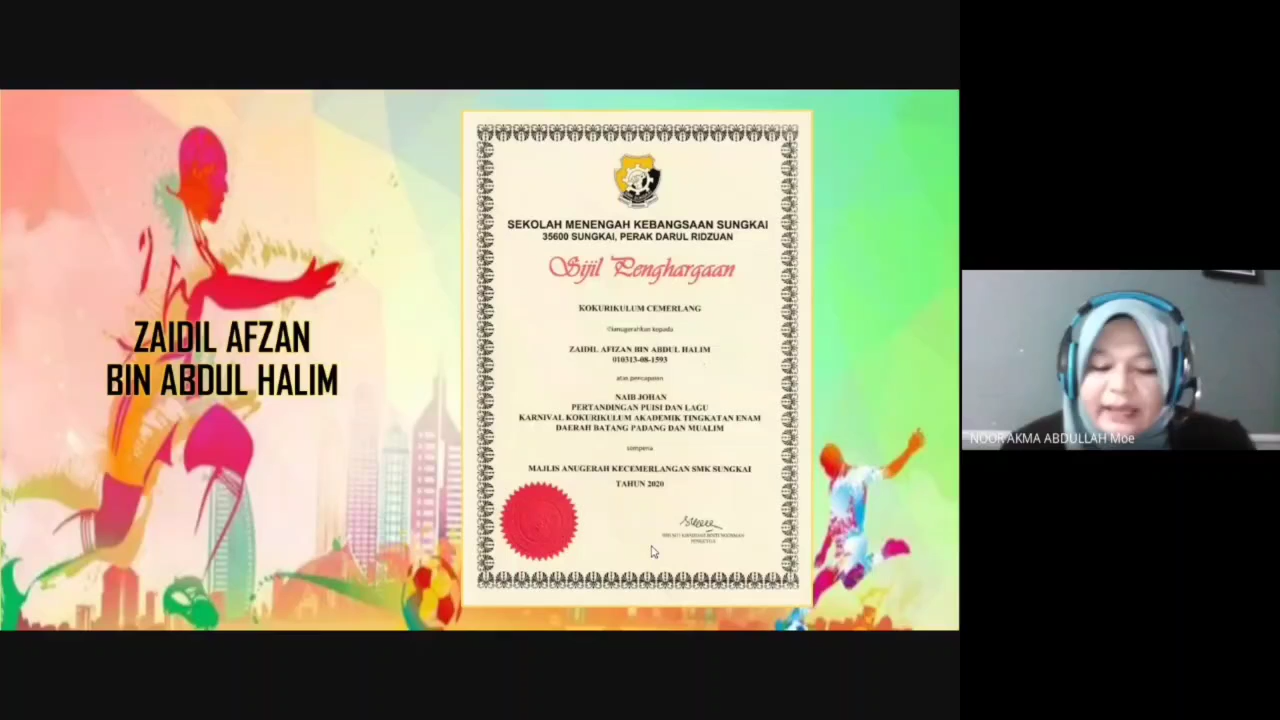 ZAIDIL AFZAN
BIN ABDUL HALIM
SEKOLAH MENENGAH KEBANGSAAN SUNGKAI
35600 SUNGKAI, PERAK DARUL RIDZUAN
Sijil Penghargaan
KOKURIKULUM CEMERLANG
dianugerahkan kepada
ZAIDIL AFIZAN BIN ABDUL HALIM
010313-08-1593
atas pencapaian
NAIB JOHAN
PERTANDINGAN PUISI DAN LAGU
KARNIVAL KOKURIKULUM AKADEMIK TINGKATAN ENAM
DAERAH BATANG PADANG DAN MUALIM
sempena
MAJLIS ANUGERAH KECEMERLANGAN SMK SUNGKAI
TAHUN 2020
PENGETUA
NOOR AKMA ABDULLAH Moe